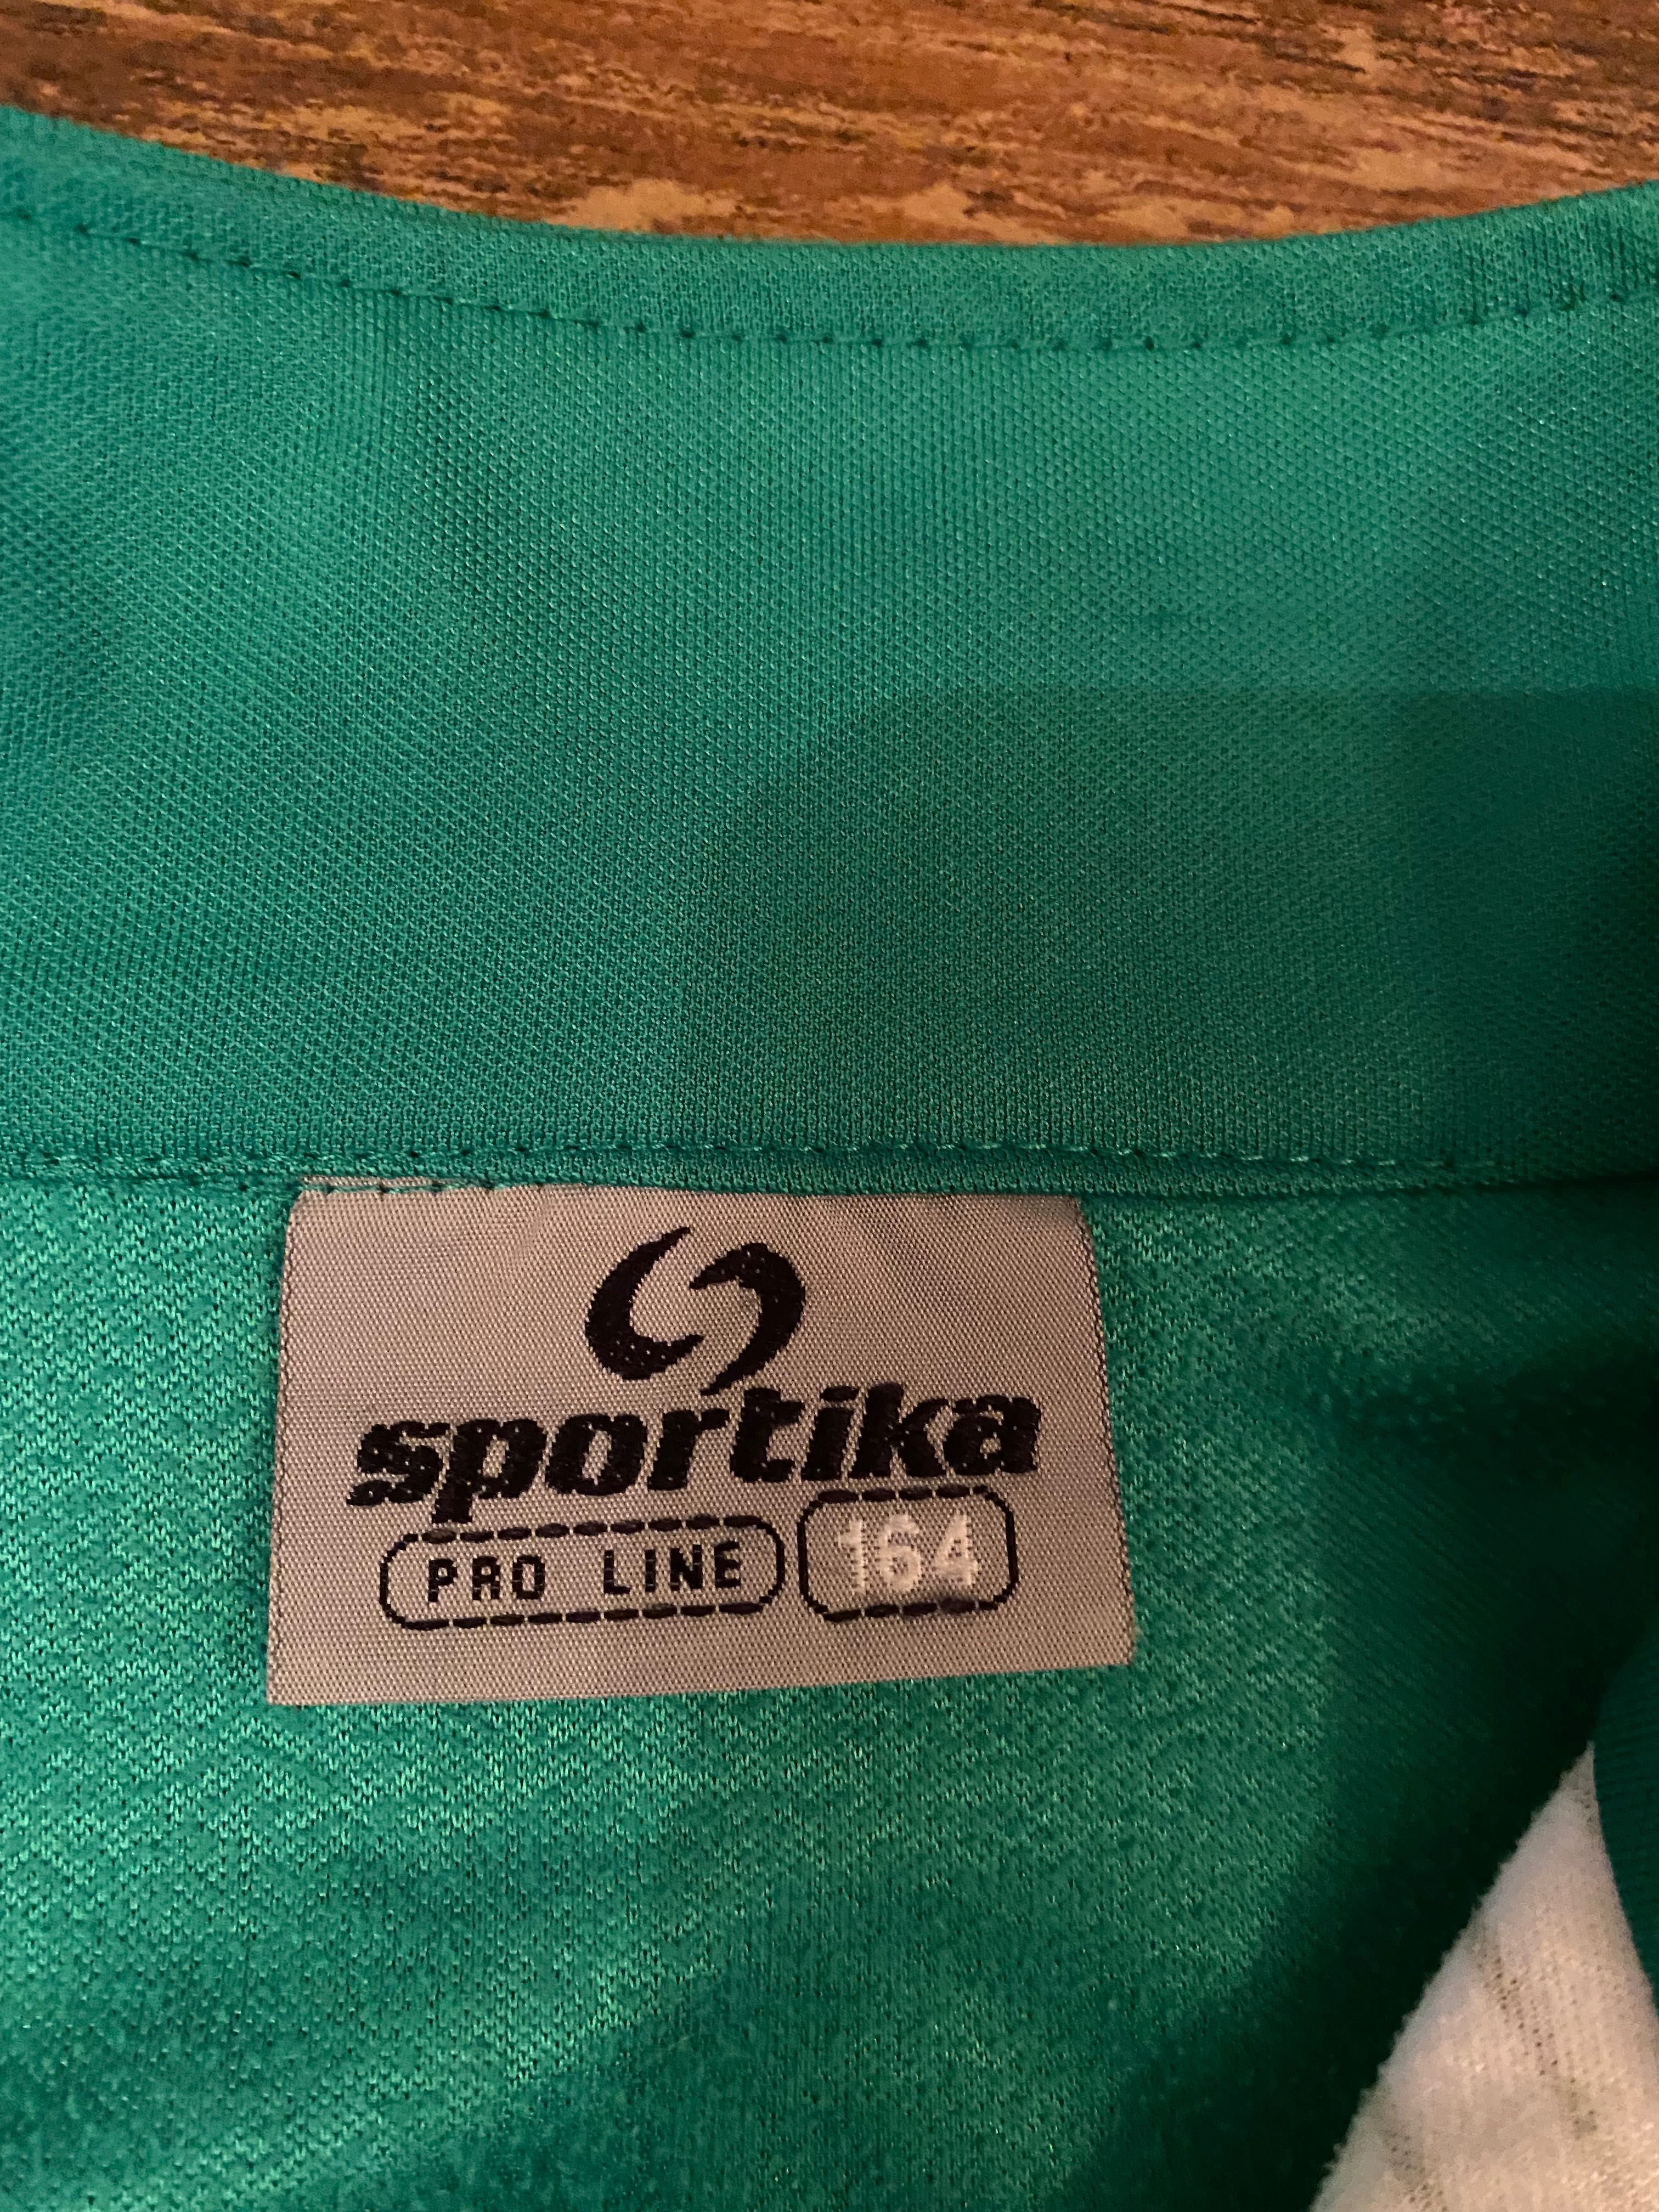 sportika
PRO LINE 164